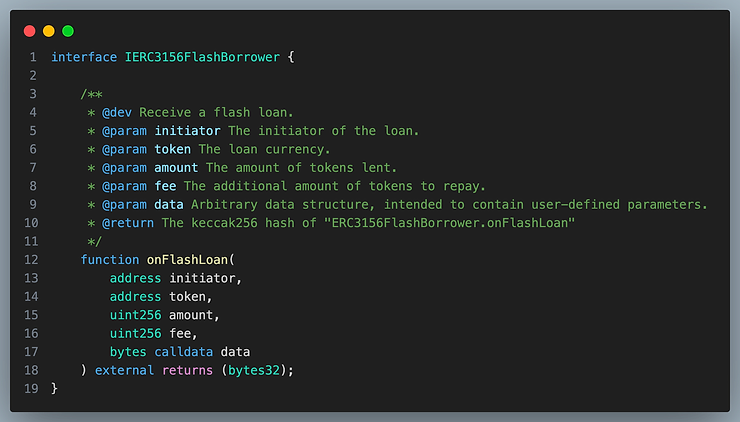 1 interface IERC3156FlashBorrower {
2
3 /**
4 * @dev Receive a flash loan.
5 * @param initiator The initiator of the loan.
6 * @param token The loan currency.
7 * @param amount The amount of tokens lent.
8 * @param fee The additional amount of tokens to repay.
9 * @param data Arbitrary data structure, intended to contain user-defined parameters.
10 * @return The keccak256 hash of "ERC3156FlashBorrower.onFlashLoan"
11 */
12 function onFlashLoan(
13 address initiator,
14 address token,
15 uint256 amount,
16 uint256 fee,
17 bytes calldata data
18 ) external returns (bytes32);
19 }